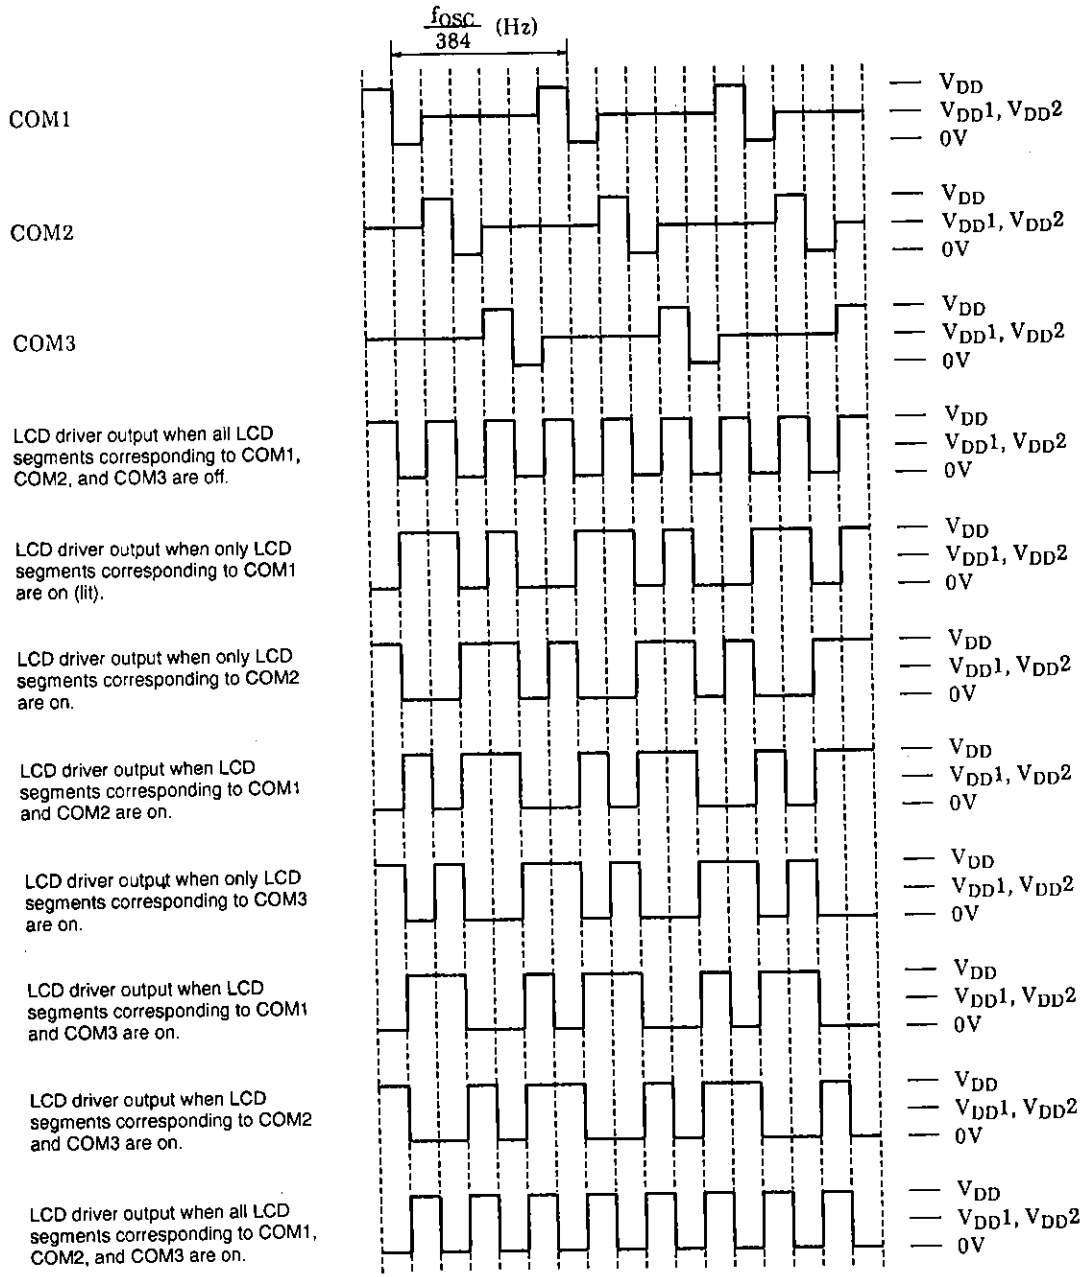 fOSC
384
(Hz)
COM1
VDD
VDD1, VDD2
0V
COM2
VDD
VDD1, VDD2
0V
COM3
VDD
VDD1, VDD2
0V
LCD driver output when all LCD
segments corresponding to COM1,
COM2, and COM3 are off.
VDD
VDD1, VDD2
0V
LCD driver output when only LCD
segments corresponding to COM1
are on (lit).
VDD
VDD1, VDD2
0V
LCD driver output when only LCD
segments corresponding to COM2
are on.
VDD
VDD1, VDD2
0V
LCD driver output when LCD
segments corresponding to COM1
and COM2 are on.
VDD
VDD1, VDD2
0V
LCD driver output when only LCD
segments corresponding to COM3
are on.
VDD
VDD1, VDD2
0V
LCD driver output when LCD
segments corresponding to COM1
and COM3 are on.
VDD
VDD1, VDD2
0V
LCD driver output when LCD
segments corresponding to COM2
and COM3 are on.
VDD
VDD1, VDD2
0V
LCD driver output when all LCD
segments corresponding to COM1,
COM2, and COM3 are on.
VDD
VDD1, VDD2
0V